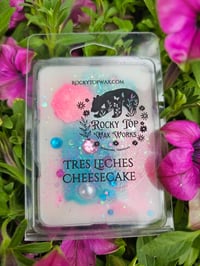 ROCKYTOPWAX.COM
ROCKY TOP
WAX WORKS
TRES LECHES
CHEESECAKE